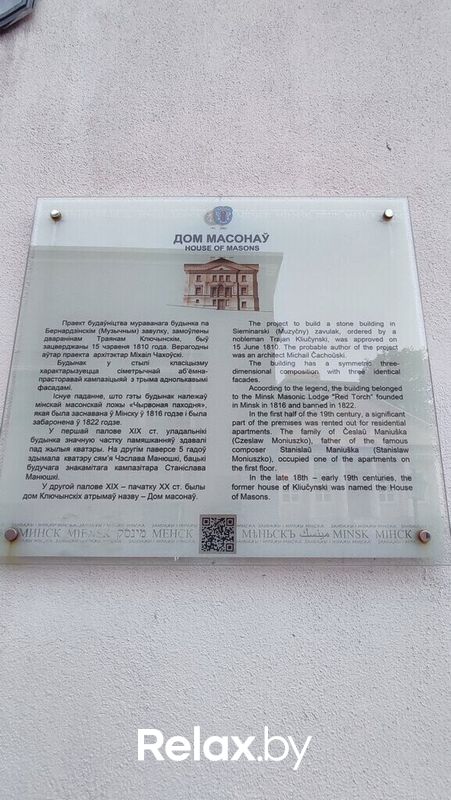 ДОМ МАСОНАЎ
HOUSE OF MASONS
Праект будаўніцтва мураванага будынка па
Бернардзінскім (Музычным) завулку, замоўлены
двараніным Траянам Ключынскім, быў
зацверджаны 15 чэрвеня 1810 года. Верагодны
аўтар праекта архітэктар Міхаіл Чахоўскі.
Будынак у стылі класіцызму
характарызуецца сіметрычнай аб'ёмна-
прасторавай кампазіцыяй з трыма аднолькавымі
фасадамі.
Існуе паданне, што гэты будынак належаў
мінскай масонскай ложы «Чырвоная паходня»,
якая была заснавана ў Мінску ў 1816 годзе і была
забаронена ў 1822 годзе.
У першай палове XIX ст. уладальнікі
будынка значную частку памяшканняў здавалі
пад жылыя кватэры. На другім паверсе 5 гадоў
здымала кватэру сям'я Чэслава Манюшкі, бацькі
будучага знакамітага кампазітара Станіслава
Манюшкі.
У другой палове XIX – пачатку XX ст. былы
дом Ключынскіх атрымаў назву – Дом масонаў.
The project to build a stone building in
Sieminarski (Muzyčny) zavulak, ordered by a
nobleman Trajan Kliučynski, was approved on
15 June 1810. The probable author of the project
was an architect Michail Čachoŭski.
The building has a symmetric three-
dimensional composition with three identical
facades.
According to the legend, the building belonged
to the Minsk Masonic Lodge "Red Torch" founded
in Minsk in 1816 and banned in 1822.
In the first half of the 19th century, a significant
part of the premises was rented out for residential
apartments. The family of Česlaŭ Maniuška
(Czeslaw Moniuszko), father of the famous
composer Stanislaŭ Maniuška (Stanislaw
Moniuszko), occupied one of the apartments on
the first floor.
In the late 18th – early 19th centuries, the
former house of Kliučynski was named the House
of Masons.
МИНСК MIEŃSK מינסק МЕНСК МѢНЬСКЪ مينسك MINSK МІНСК
Relax.by